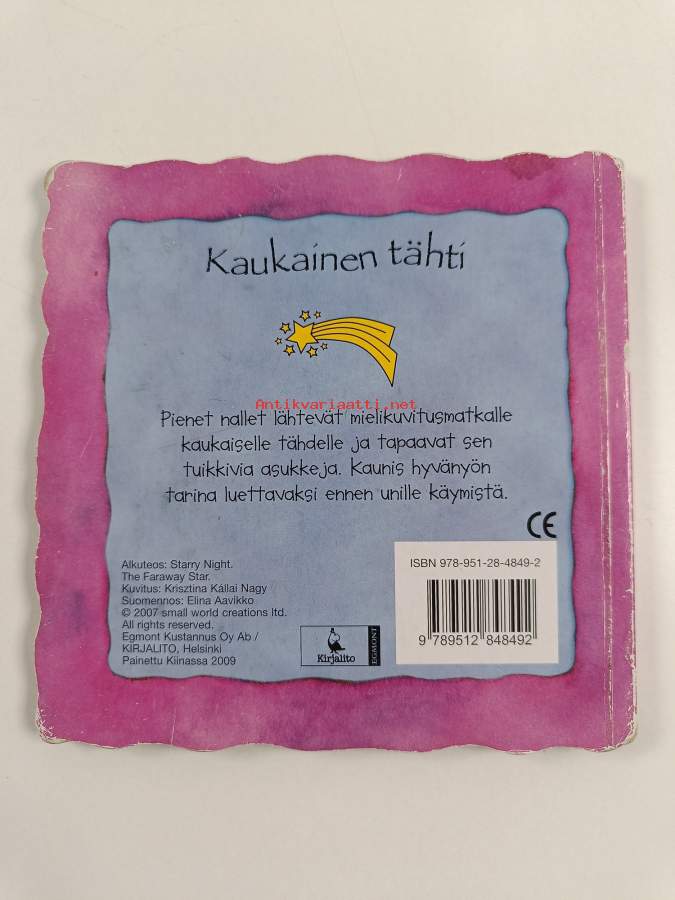 Kaukainen tähti
Antikvariaatti.net
Pienet nallet lähtevät mielikuvitusmatkalle
kaukaiselle tähdelle ja tapaavat sen
tuikkivia asukkeja. Kaunis hyvänyön
tarina luettavaksi ennen unille käymistä.
CE
Alkuteos: Starry Night.
The Faraway Star.
Kuvitus: Krisztina Kállai Nagy
Suomennos: Elina Aavikko
© 2007 small world creations ltd.
All rights reserved.
Egmont Kustannus Oy Ab /
KIRJALITO, Helsinki
Painettu Kiinassa 2009
Kirjalito
EGMONT
ISBN 978-951-28-4849-2
9 789512 848492